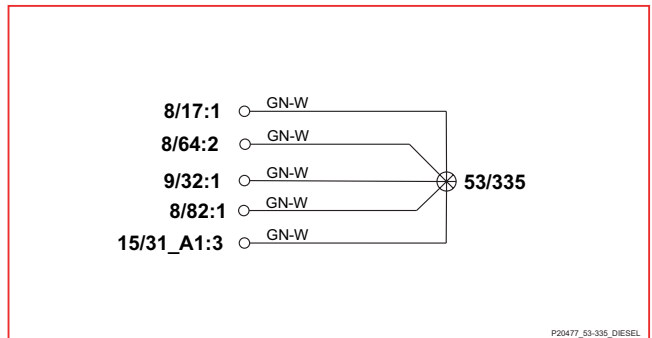 8/17:1 GN-W
8/64:2 GN-W
9/32:1 GN-W
53/335
8/82:1 GN-W
15/31_A1:3 GN-W
P20477_53-335_DIESEL